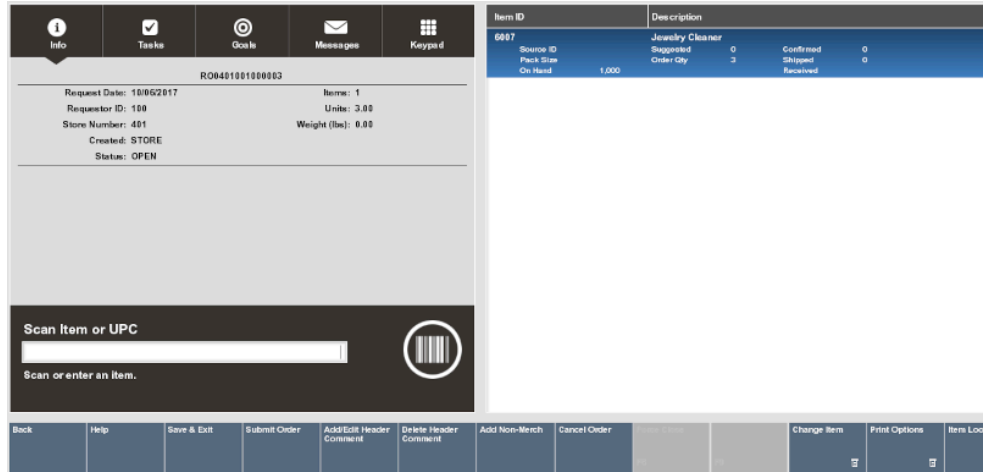 Info Tasks Goals Messages Keypad
RO0401001000003
Request Date: 10/06/2017 Items: 1
Requestor ID: 100 Units: 3.00
Store Number: 401 Weight (lbs): 0.00
Created: STORE
Status: OPEN
Scan Item or UPC
Scan or enter an item.
Item ID Description
6007 Jewelry Cleaner
Source ID Suggested 0 Confirmed 0
Pack Size Order Qty 3 Shipped 0
On Hand 1,000 Received
Back Help Save & Exit Submit Order Add/Edit Header Delete Header Add Non-Merch Cancel Order Change Item Print Options Item Loo
Comment Comment